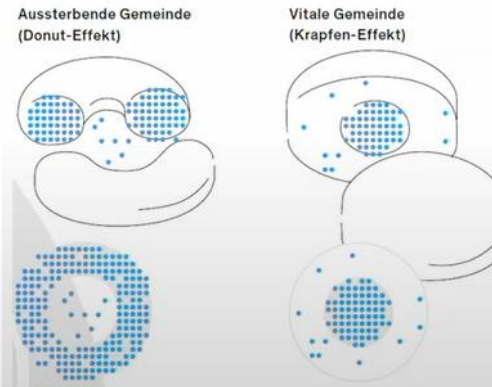 Aussterbende Gemeinde
(Donut-Effekt)
Vitale Gemeinde
(Krapfen-Effekt)